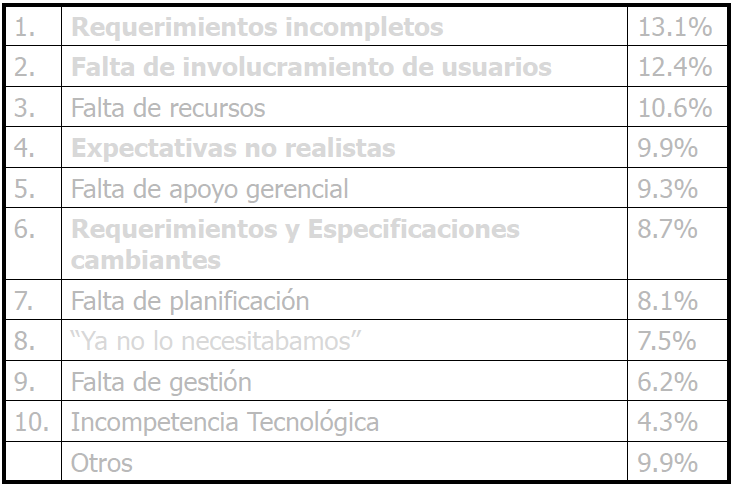 1. Requerimientos incompletos 13.1%
2. Falta de involucramiento de usuarios 12.4%
3. Falta de recursos 10.6%
4. Expectativas no realistas 9.9%
5. Falta de apoyo gerencial 9.3%
6. Requerimientos y Especificaciones 8.7%
cambiantes
7. Falta de planificación 8.1%
8. “Ya no lo necesitabamos” 7.5%
9. Falta de gestión 6.2%
10. Incompetencia Tecnológica 4.3%
Otros 9.9%